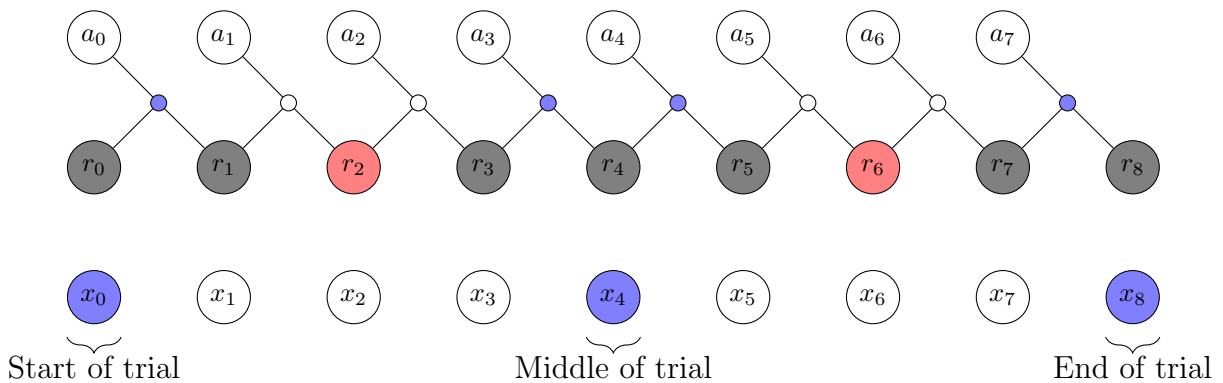 a₀ a₁ a₂ a₃ a₄ a₅ a₆ a₇
r₀ r₁ r₂ r₃ r₄ r₅ r₆ r₇ r₈
x₀ x₁ x₂ x₃ x₄ x₅ x₆ x₇ x₈
Start of trial Middle of trial End of trial